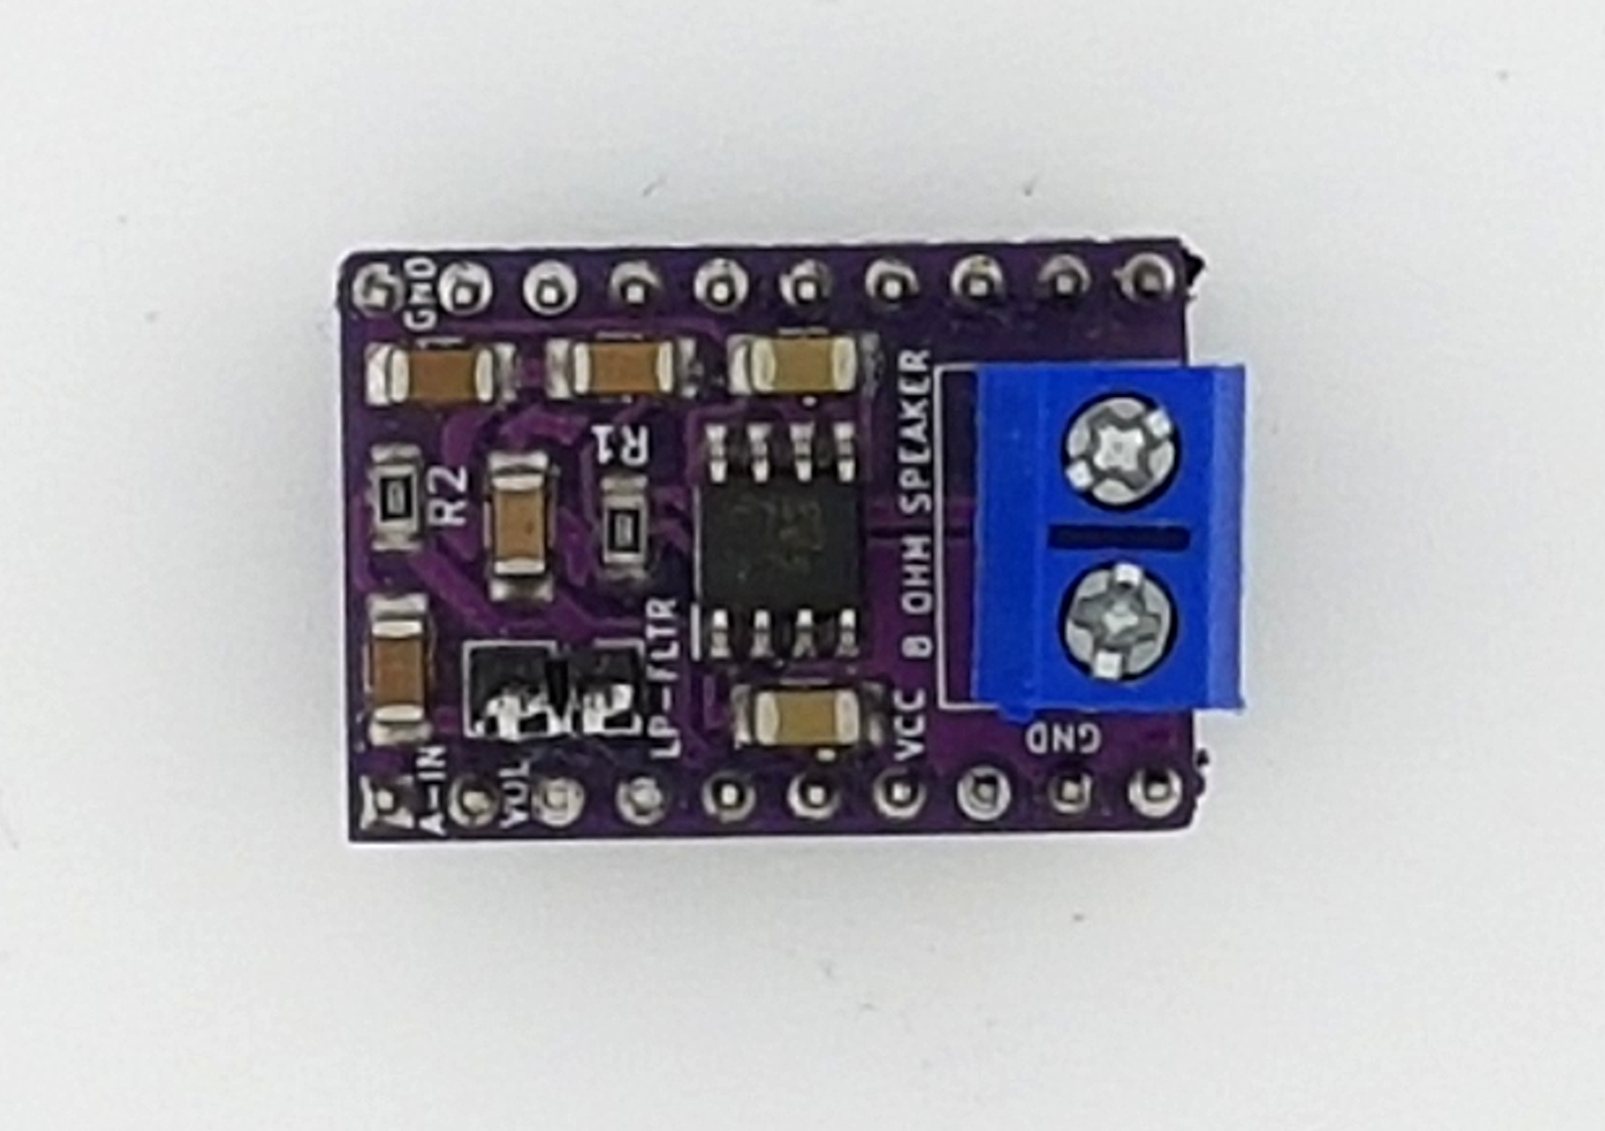 GND
R1
R2
8 OHM SPEAKER
LP-FLTR
VCC
GND
A-IN
VOL